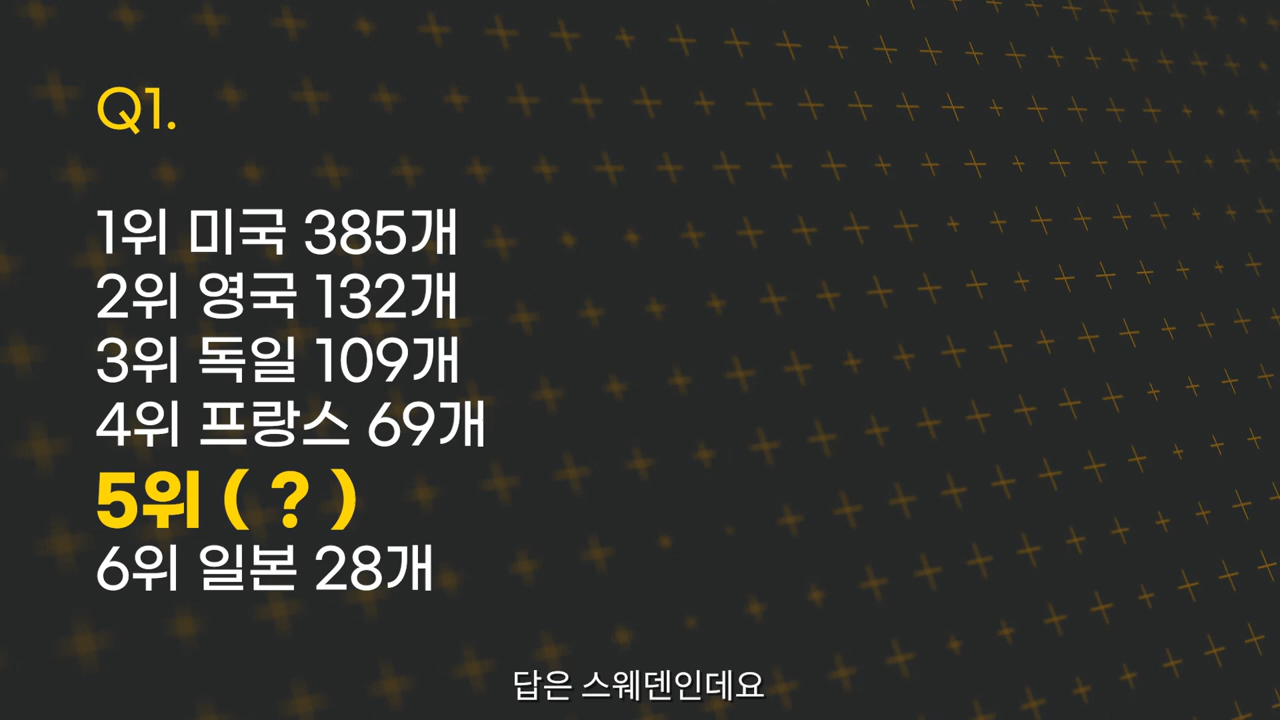 Q1.
1위 미국 385개
2위 영국 132개
3위 독일 109개
4위 프랑스 69개
5위 ( ? )
6위 일본 28개
답은 스웨덴인데요